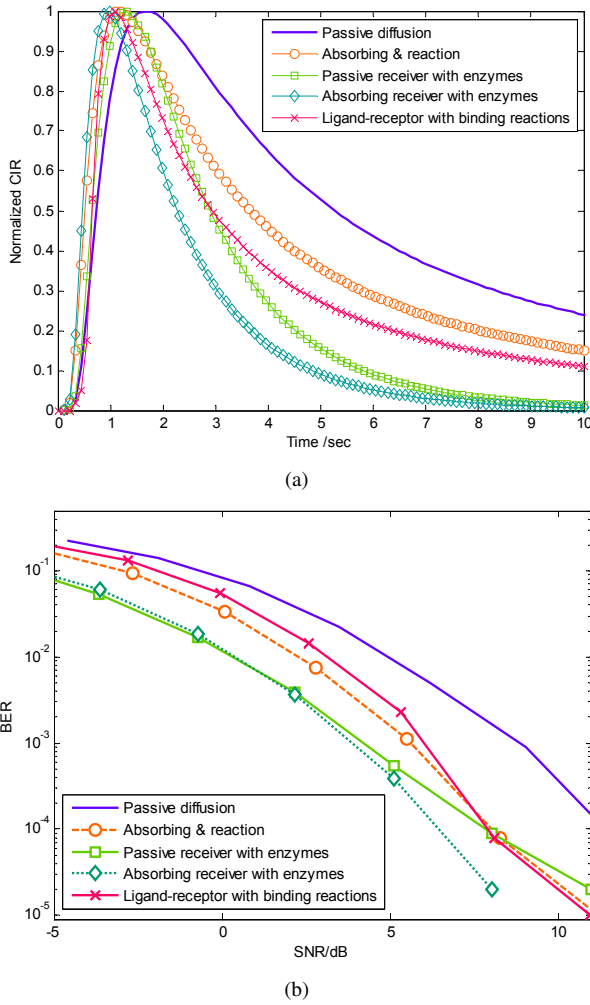 1
0.9
0.8
0.7
0.6
0.5
0.4
0.3
0.2
0.1
0
Normalized CIR
Passive diffusion
Absorbing & reaction
Passive receiver with enzymes
Absorbing receiver with enzymes
Ligand-receptor with binding reactions
0 1 2 3 4 5 6 7 8 9 10
Time /sec
(a)
10^-1
10^-2
10^-3
10^-4
10^-5
BER
Passive diffusion
Absorbing & reaction
Passive receiver with enzymes
Absorbing receiver with enzymes
Ligand-receptor with binding reactions
-5 0 5 10
SNR/dB
(b)